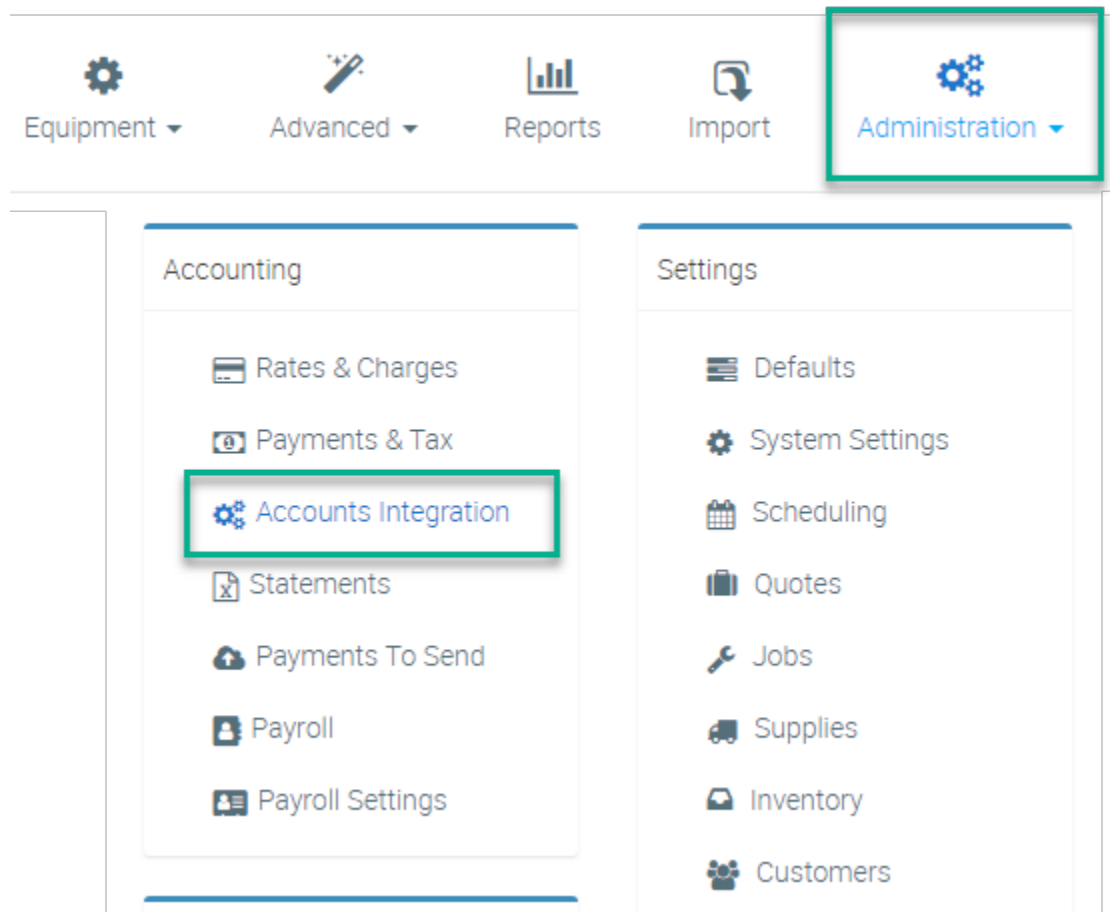 Equipment
Advanced
Reports
Import
Administration
Accounting
Rates & Charges
Payments & Tax
Accounts Integration
Statements
Payments To Send
Payroll
Payroll Settings
Settings
Defaults
System Settings
Scheduling
Quotes
Jobs
Supplies
Inventory
Customers